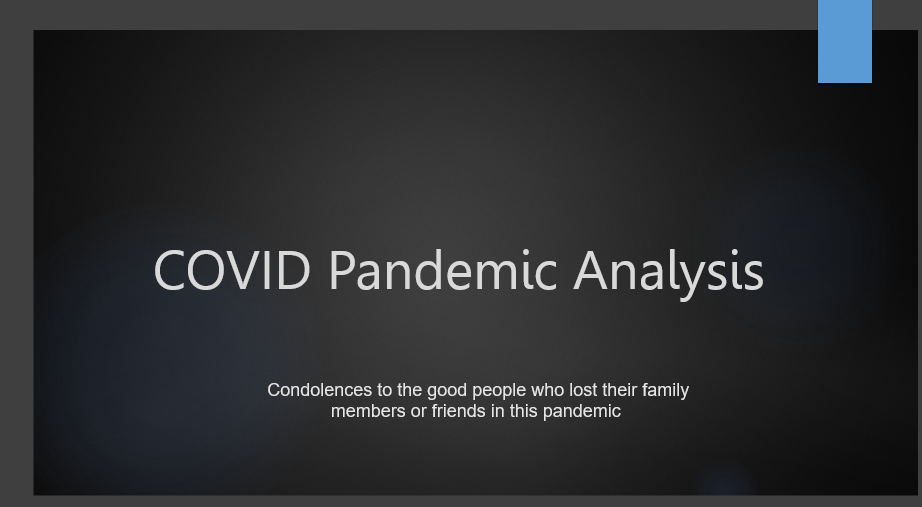 COVID Pandemic Analysis
Condolences to the good people who lost their family
members or friends in this pandemic